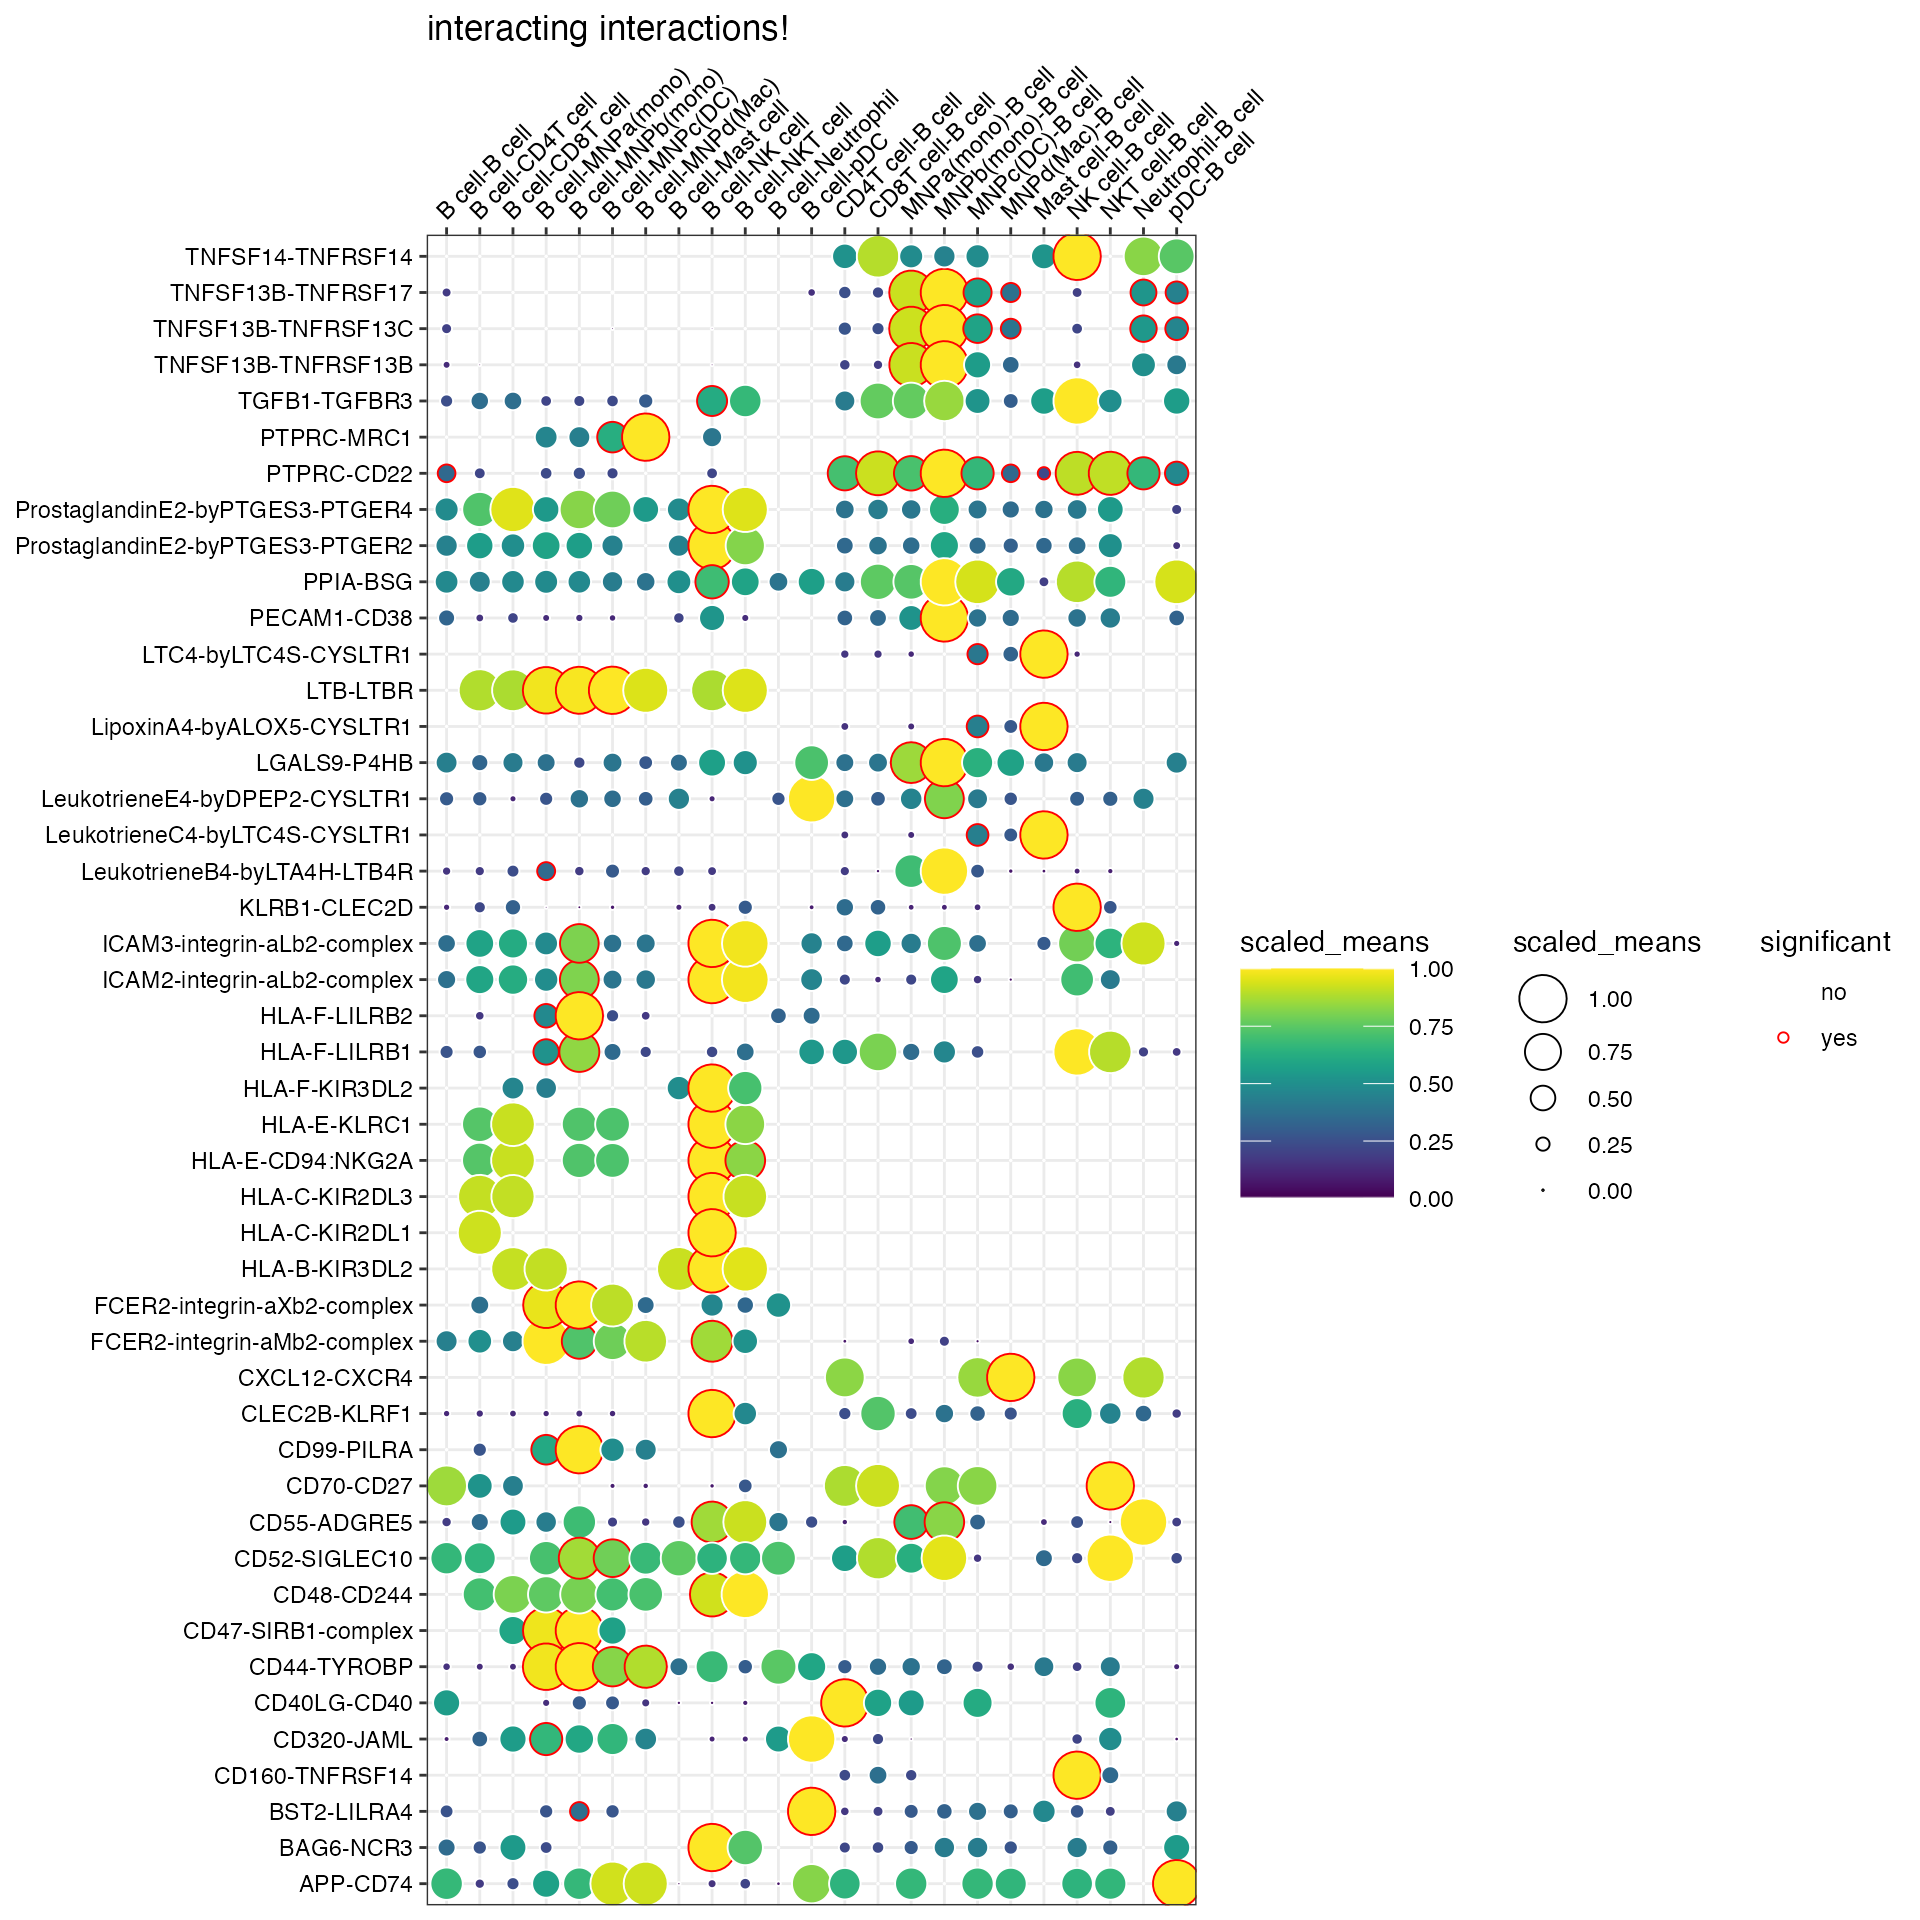 interacting interactions!
B cell-B cell
B cell-CD4T cell
B cell-CD8T cell
B cell-MNPa(mono)
B cell-MNPb(mono)
B cell-MNPc(DC)
B cell-MNPd(Mac)
B cell-Mast cell
B cell-NK cell
B cell-NKT cell
B cell-Neutrophil
B cell-pDC
CD4T cell-B cell
CD8T cell-B cell
MNPa(mono)-B cell
MNPb(mono)-B cell
MNPc(DC)-B cell
MNPd(Mac)-B cell
Mast cell-B cell
NK cell-B cell
NKT cell-B cell
Neutrophil-B cell
pDC-B cell
TNFSF14-TNFRSF14
TNFSF13B-TNFRSF17
TNFSF13B-TNFRSF13C
TNFSF13B-TNFRSF13B
TGFB1-TGFBR3
PTPRC-MRC1
PTPRC-CD22
ProstaglandinE2-byPTGES3-PTGER4
ProstaglandinE2-byPTGES3-PTGER2
PPIA-BSG
PECAM1-CD38
LTC4-byLTC4S-CYSLTR1
LTB-LTBR
LipoxinA4-byALOX5-CYSLTR1
LGALS9-P4HB
LeukotrieneE4-byDPEP2-CYSLTR1
LeukotrieneC4-byLTC4S-CYSLTR1
LeukotrieneB4-byLTA4H-LTB4R
KLRB1-CLEC2D
ICAM3-integrin-aLb2-complex
ICAM2-integrin-aLb2-complex
HLA-F-LILRB2
HLA-F-LILRB1
HLA-F-KIR3DL2
HLA-E-KLRC1
HLA-E-CD94:NKG2A
HLA-C-KIR2DL3
HLA-C-KIR2DL1
HLA-B-KIR3DL2
FCER2-integrin-aXb2-complex
FCER2-integrin-aMb2-complex
CXCL12-CXCR4
CLEC2B-KLRF1
CD99-PILRA
CD70-CD27
CD55-ADGRE5
CD52-SIGLEC10
CD48-CD244
CD47-SIRB1-complex
CD44-TYROBP
CD40LG-CD40
CD320-JAML
CD160-TNFRSF14
BST2-LILRA4
BAG6-NCR3
APP-CD74
scaled_means
1.00
0.75
0.50
0.25
0.00
scaled_means
1.00
0.75
0.50
0.25
0.00
significant
no
yes